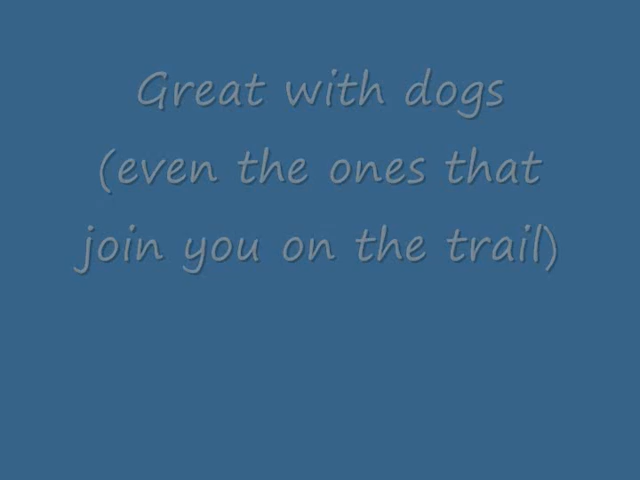 Great with dogs
(even the ones that
join you on the trail)